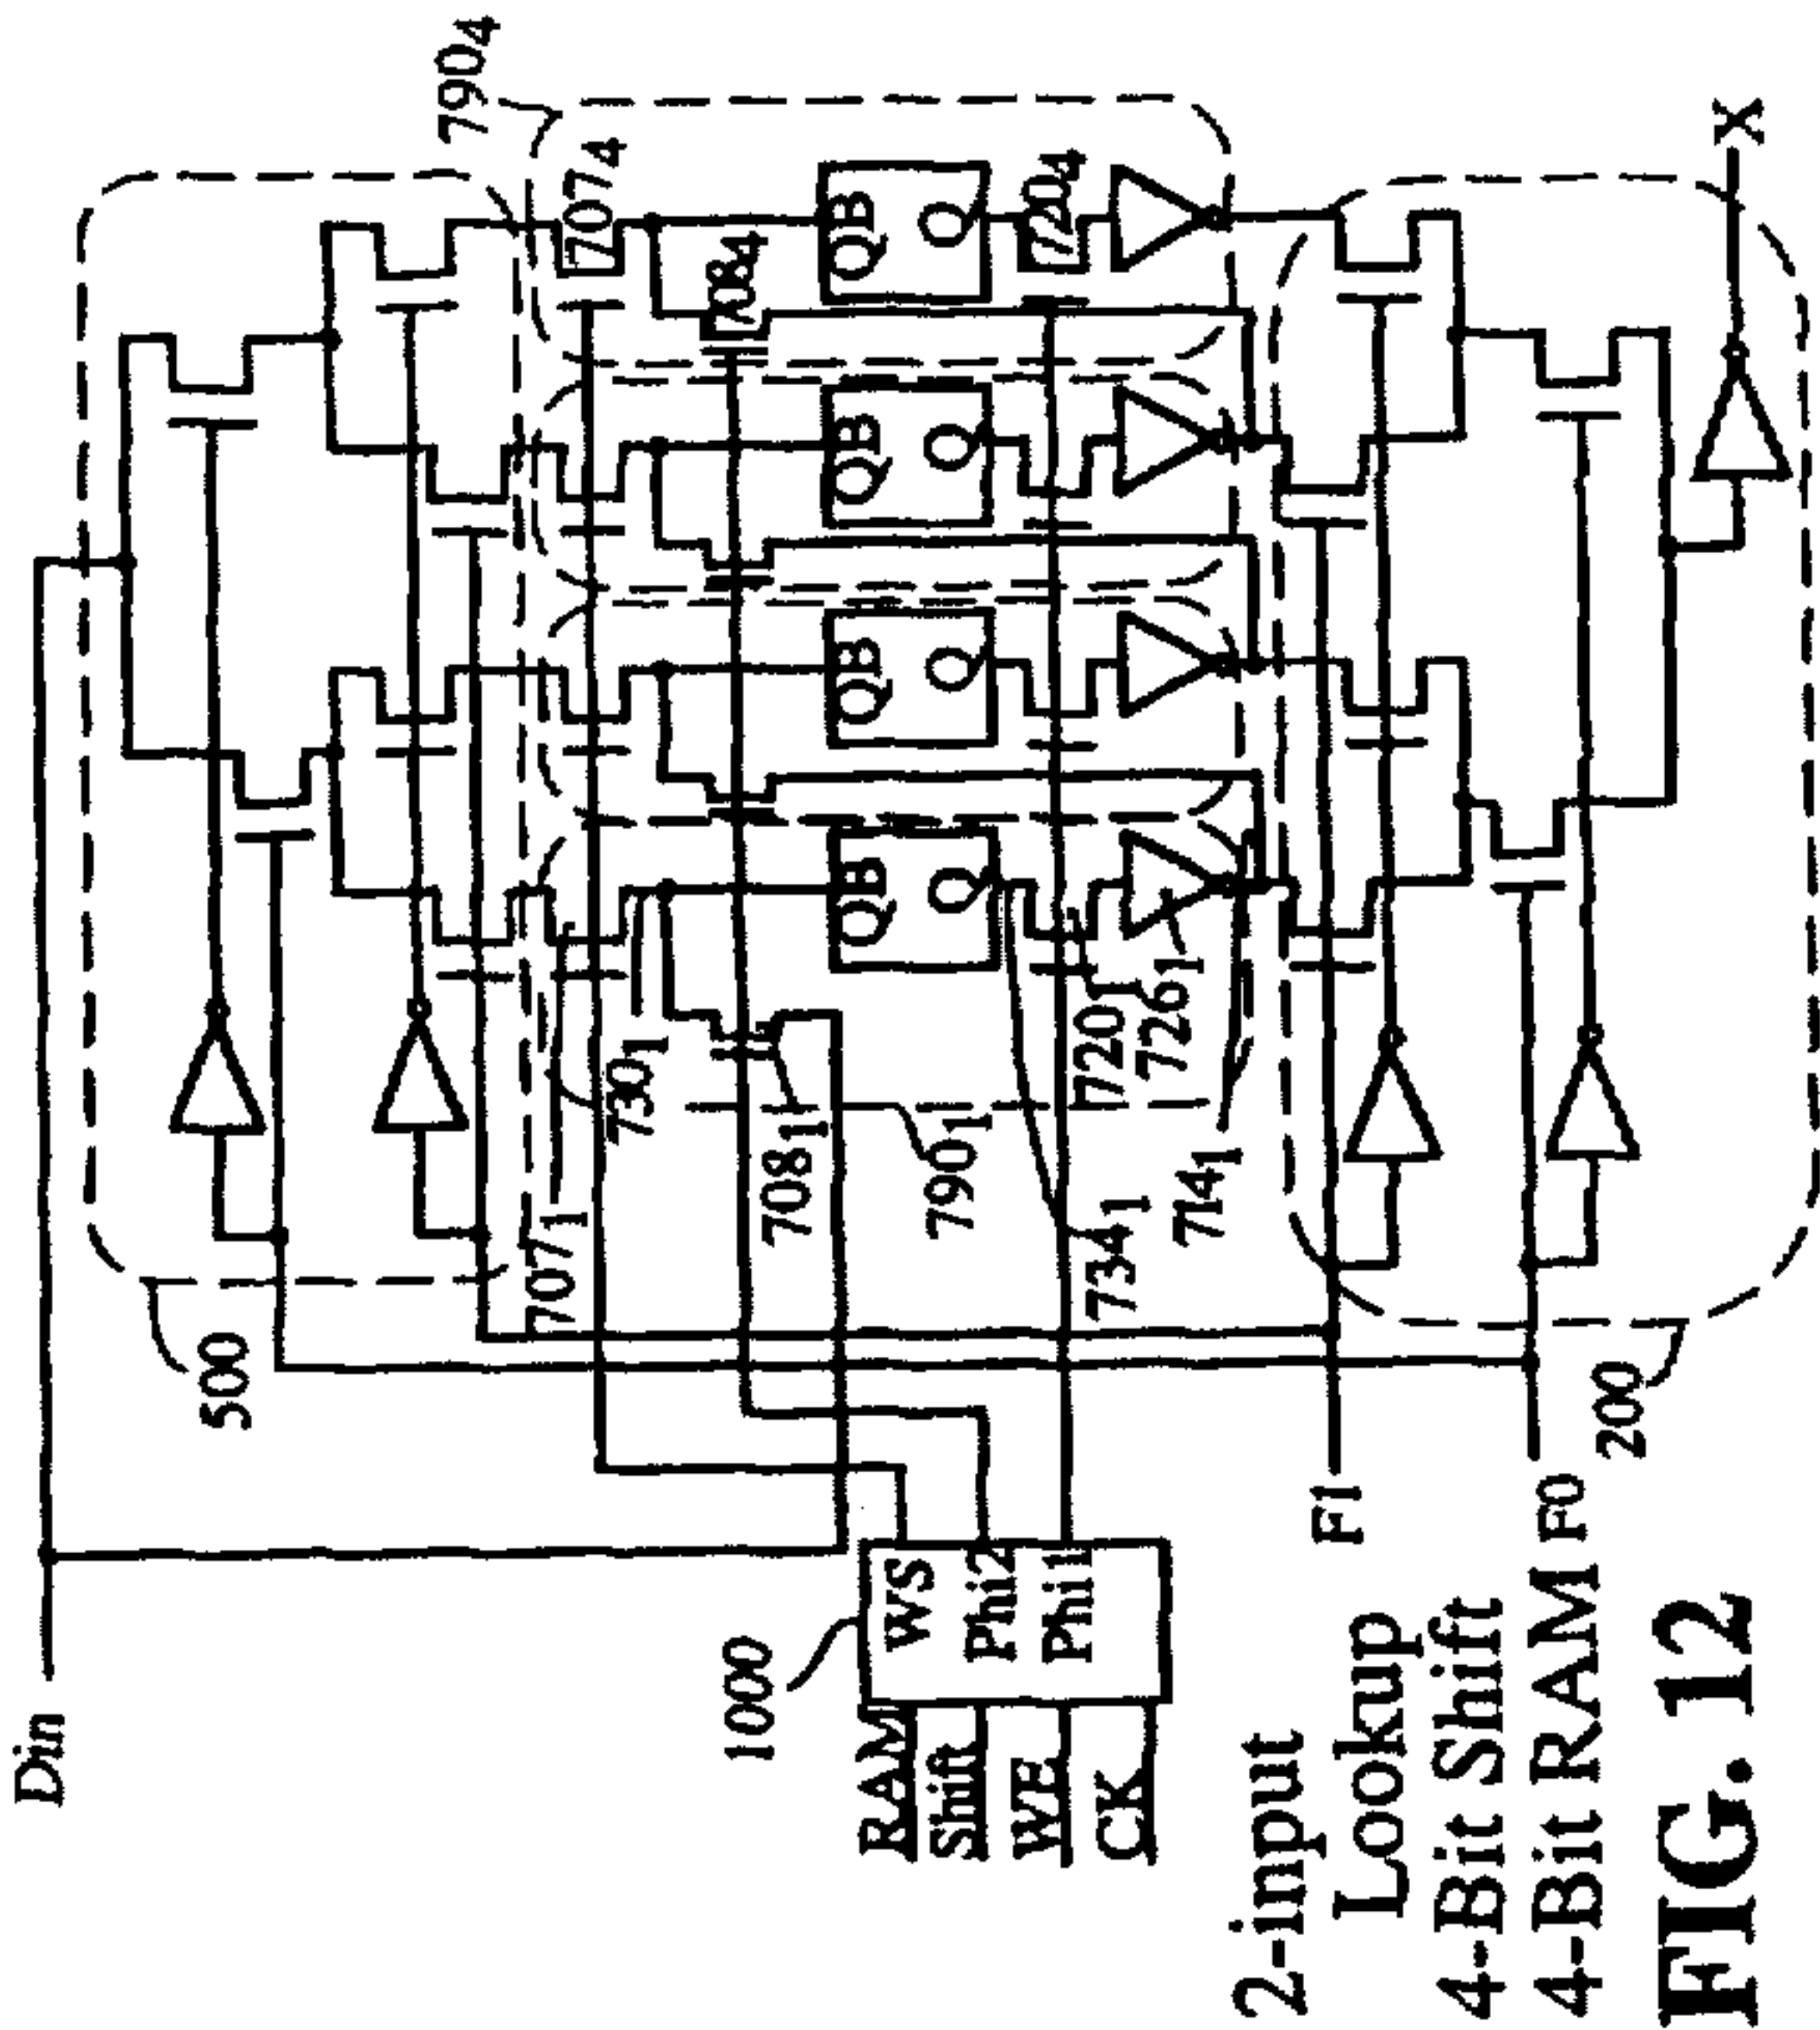 Din
500
790₄
707₄
708₄
QB
Q
720₄
QB
Q
QB
Q
QB
Q
707₁
730₁
708₁
790₁
734₁
720₁
726₁
714₁
1000
RAM
Shift
WE
CK
WS
Phi2
Phi1
F1
F0
200
X
2-input
Lookup
4-Bit Shift
4-Bit RAM
FIG. 12